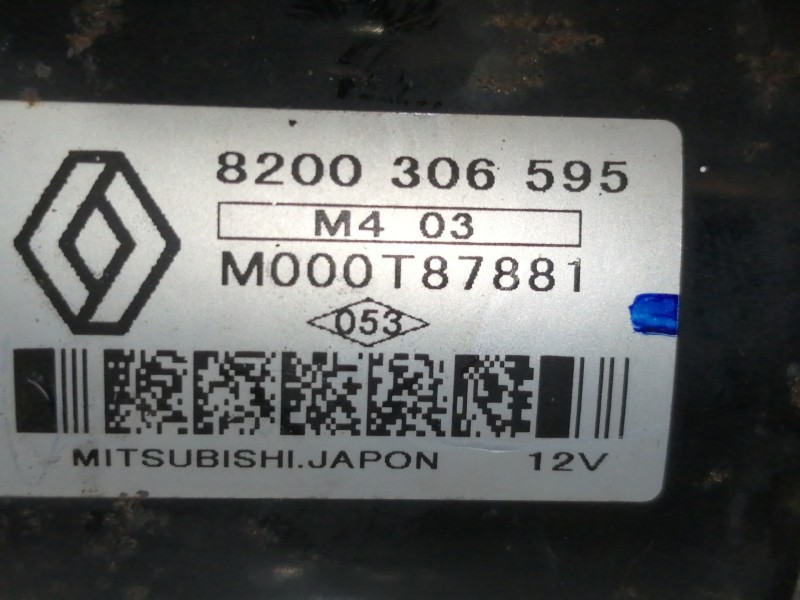 8200 306 595
M4 03
M000T87881
053
MITSUBISHI.JAPON 12V